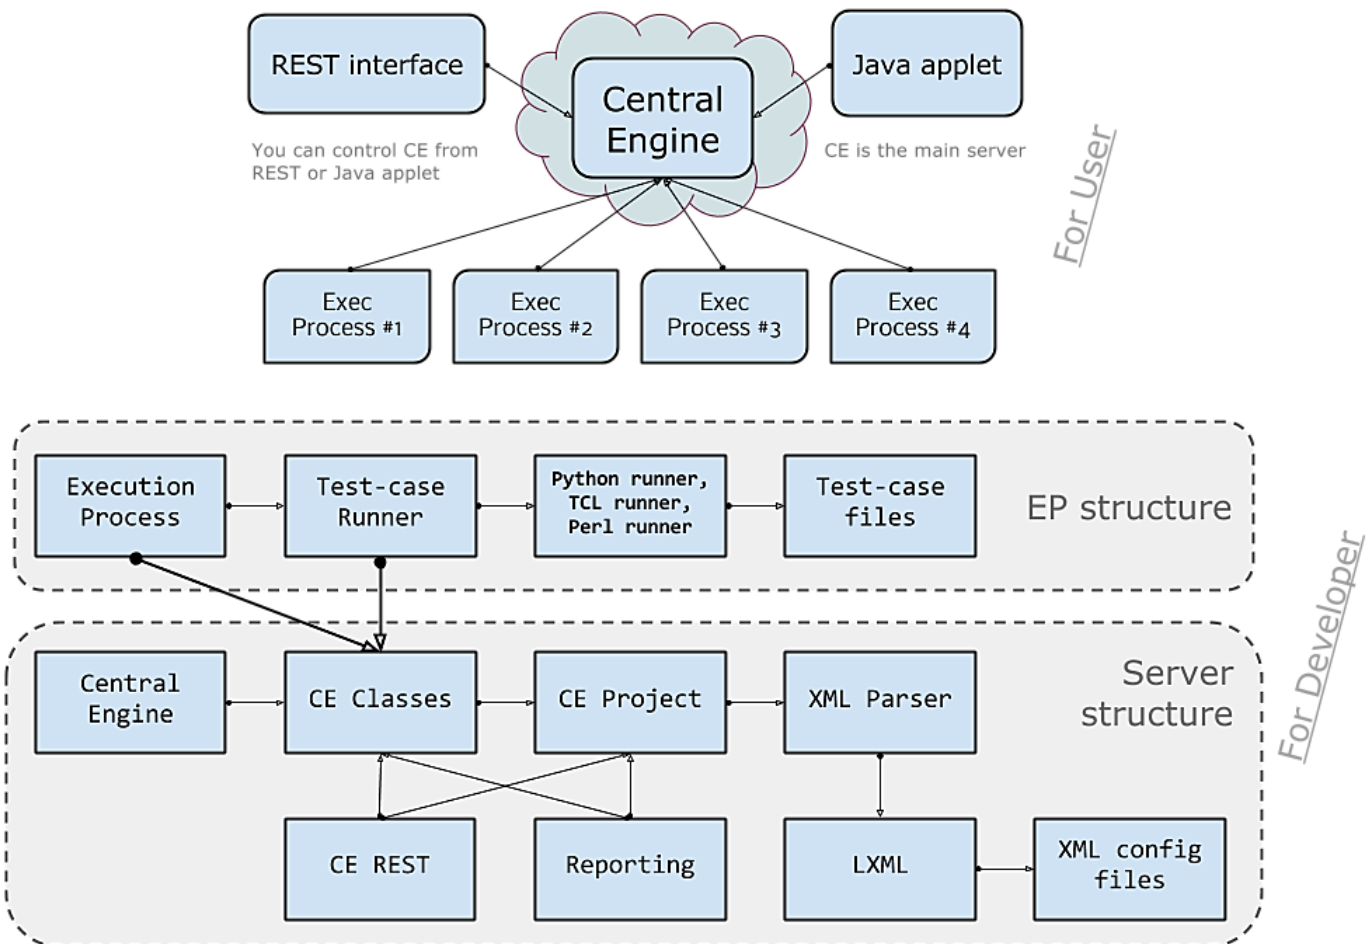 REST interface
Central
Engine
Java applet
You can control CE from
REST or Java applet
CE is the main server
For User
Exec
Process #1
Exec
Process #2
Exec
Process #3
Exec
Process #4
Execution
Process
Test-case
Runner
Python runner,
TCL runner,
Perl runner
Test-case
files
EP structure
For Developer
Central
Engine
CE Classes
CE Project
XML Parser
Server
structure
CE REST
Reporting
LXML
XML config
files